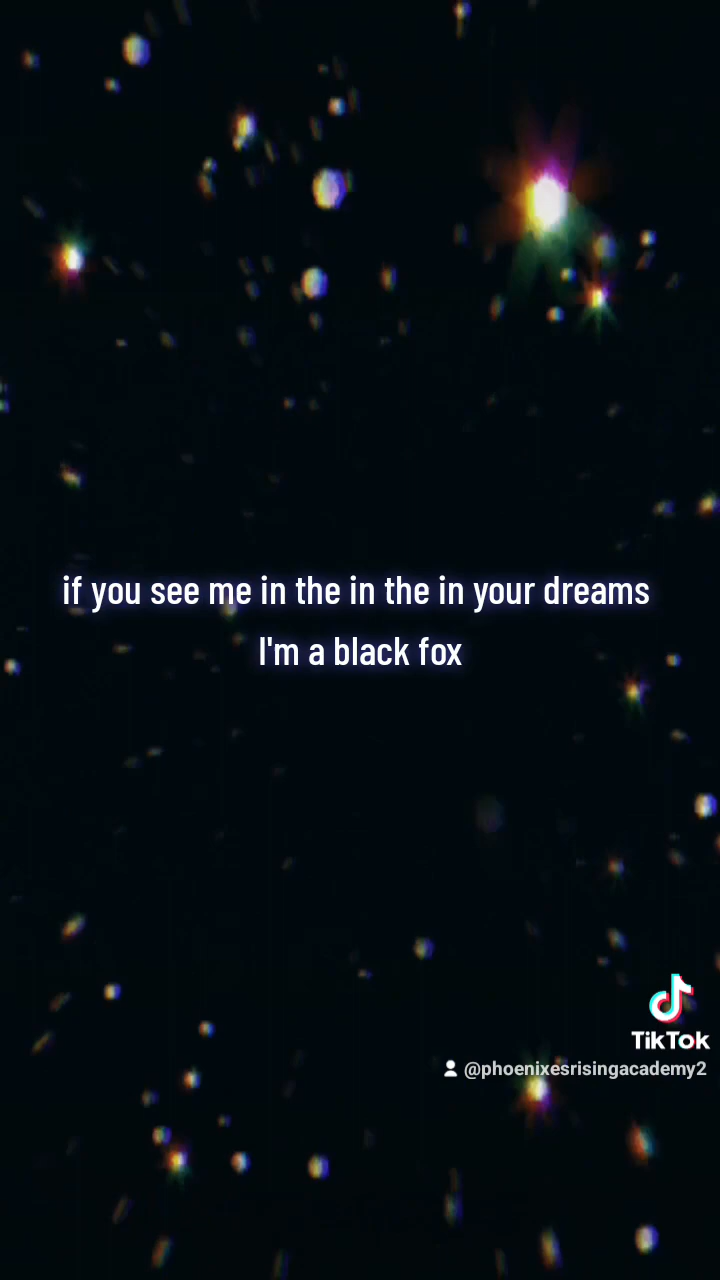 if you see me in the in the in your dreams
I'm a black fox
TikTok
@phoenixesrisingacademy2